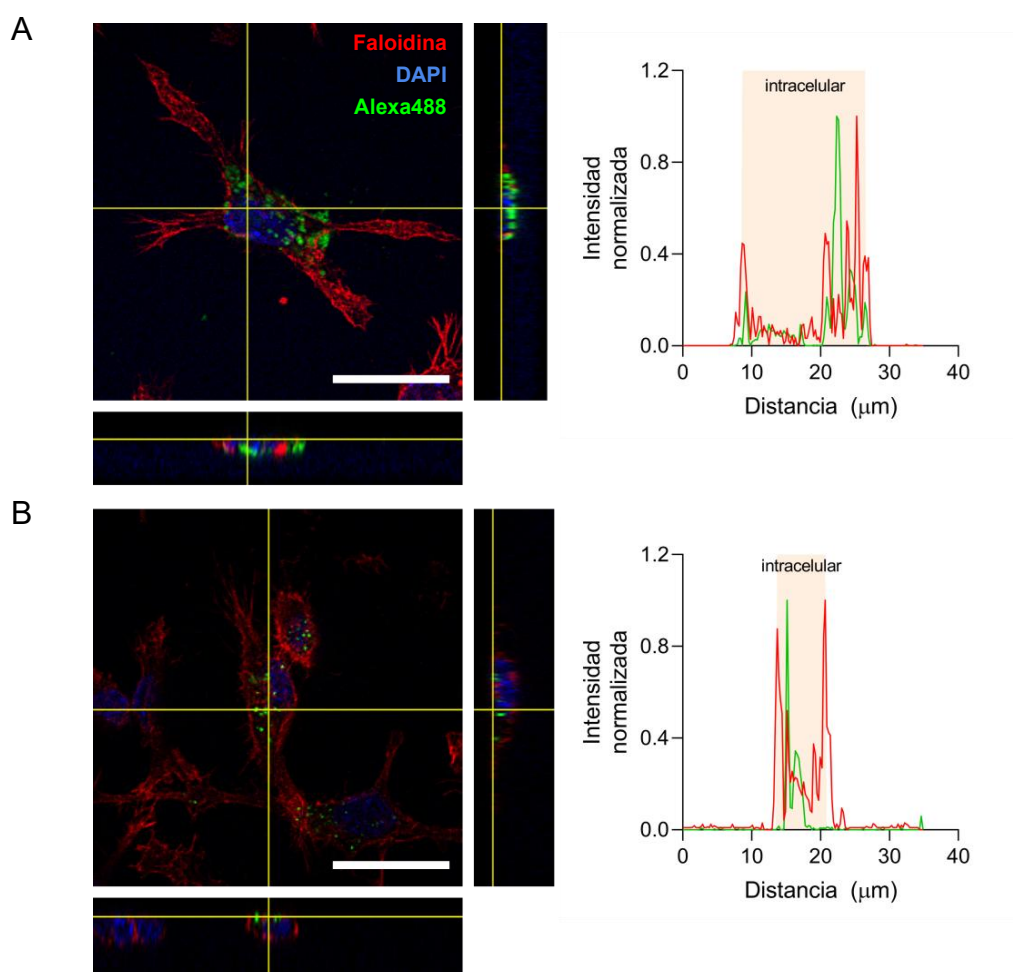 A
Faloidina
DAPI
Alexa488
Intensidad
normalizada
1.2
0.8
0.4
0.0
intracelular
0
10
20
30
40
Distancia (μm)
B
Intensidad
normalizada
1.2
0.8
0.4
0.0
intracelular
0
10
20
30
40
Distancia (μm)